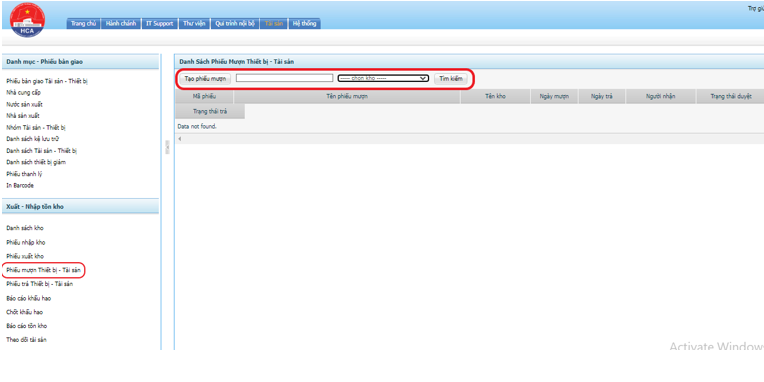 Trợ gi
HCA
Trang chủ Hành chánh IT Support Thư viện Qui trình nội bộ Tài sản Hệ thống
Danh mục - Phiếu bàn giao
Phiếu bàn giao Tài sản - Thiết bị
Nhà cung cấp
Nước sản xuất
Nhà sản xuất
Nhóm Tài sản - Thiết bị
Danh sách kệ lưu trữ
Danh sách Tài sản - Thiết bị
Danh sách thiết bị giảm
Phiếu thanh lý
In Barcode
Xuất - Nhập tồn kho
Danh sách kho
Phiếu nhập kho
Phiếu xuất kho
Phiếu mượn Thiết bị - Tài sản
Phiếu trả Thiết bị - Tài sản
Báo cáo khấu hao
Chốt khấu hao
Báo cáo tồn kho
Theo dõi tài sản
Danh Sách Phiếu Mượn Thiết bị - Tài sản
Tạo phiếu mượn ----- chọn kho ----- Tìm kiếm
Mã phiếu Tên phiếu mượn Tên kho Ngày mượn Ngày trả Người nhận Trạng thái duyệt
Trạng thái trả
Data not found.
Activate Window